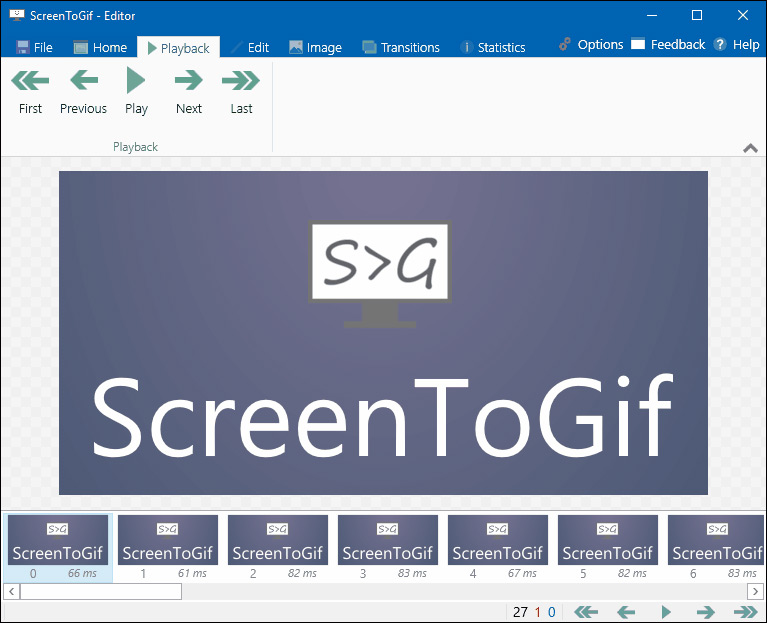 ScreenToGif - Editor
File Home Playback Edit Image Transitions Statistics Options Feedback ? Help
First Previous Play Next Last
Playback
S>G
ScreenToGif
S>G S>G S>G S>G S>G S>G S>G
ScreenToGif ScreenToGif ScreenToGif ScreenToGif ScreenToGif ScreenToGif ScreenToGif
0 66 ms 1 61 ms 2 82 ms 3 83 ms 4 67 ms 5 82 ms 6 83 ms
27 1 0